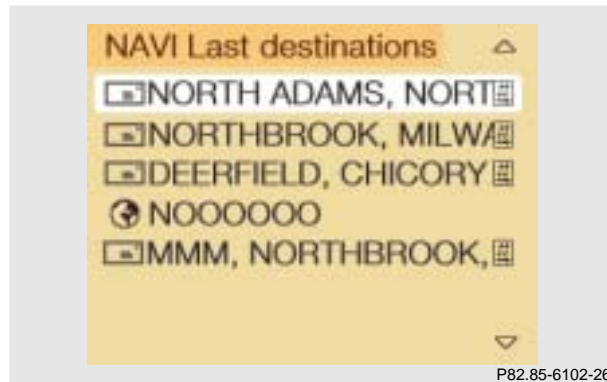 NAVI Last destinations
NORTH ADAMS, NORT
NORTHBROOK, MILWA
DEERFIELD, CHICORY
NOOOOOO
MMM, NORTHBROOK,
P82.85-6102-26